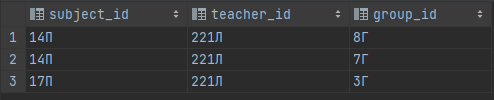 subject_id teacher_id group_id
1 14П 221Л 8Г
2 14П 221Л 7Г
3 17П 221Л 3Г